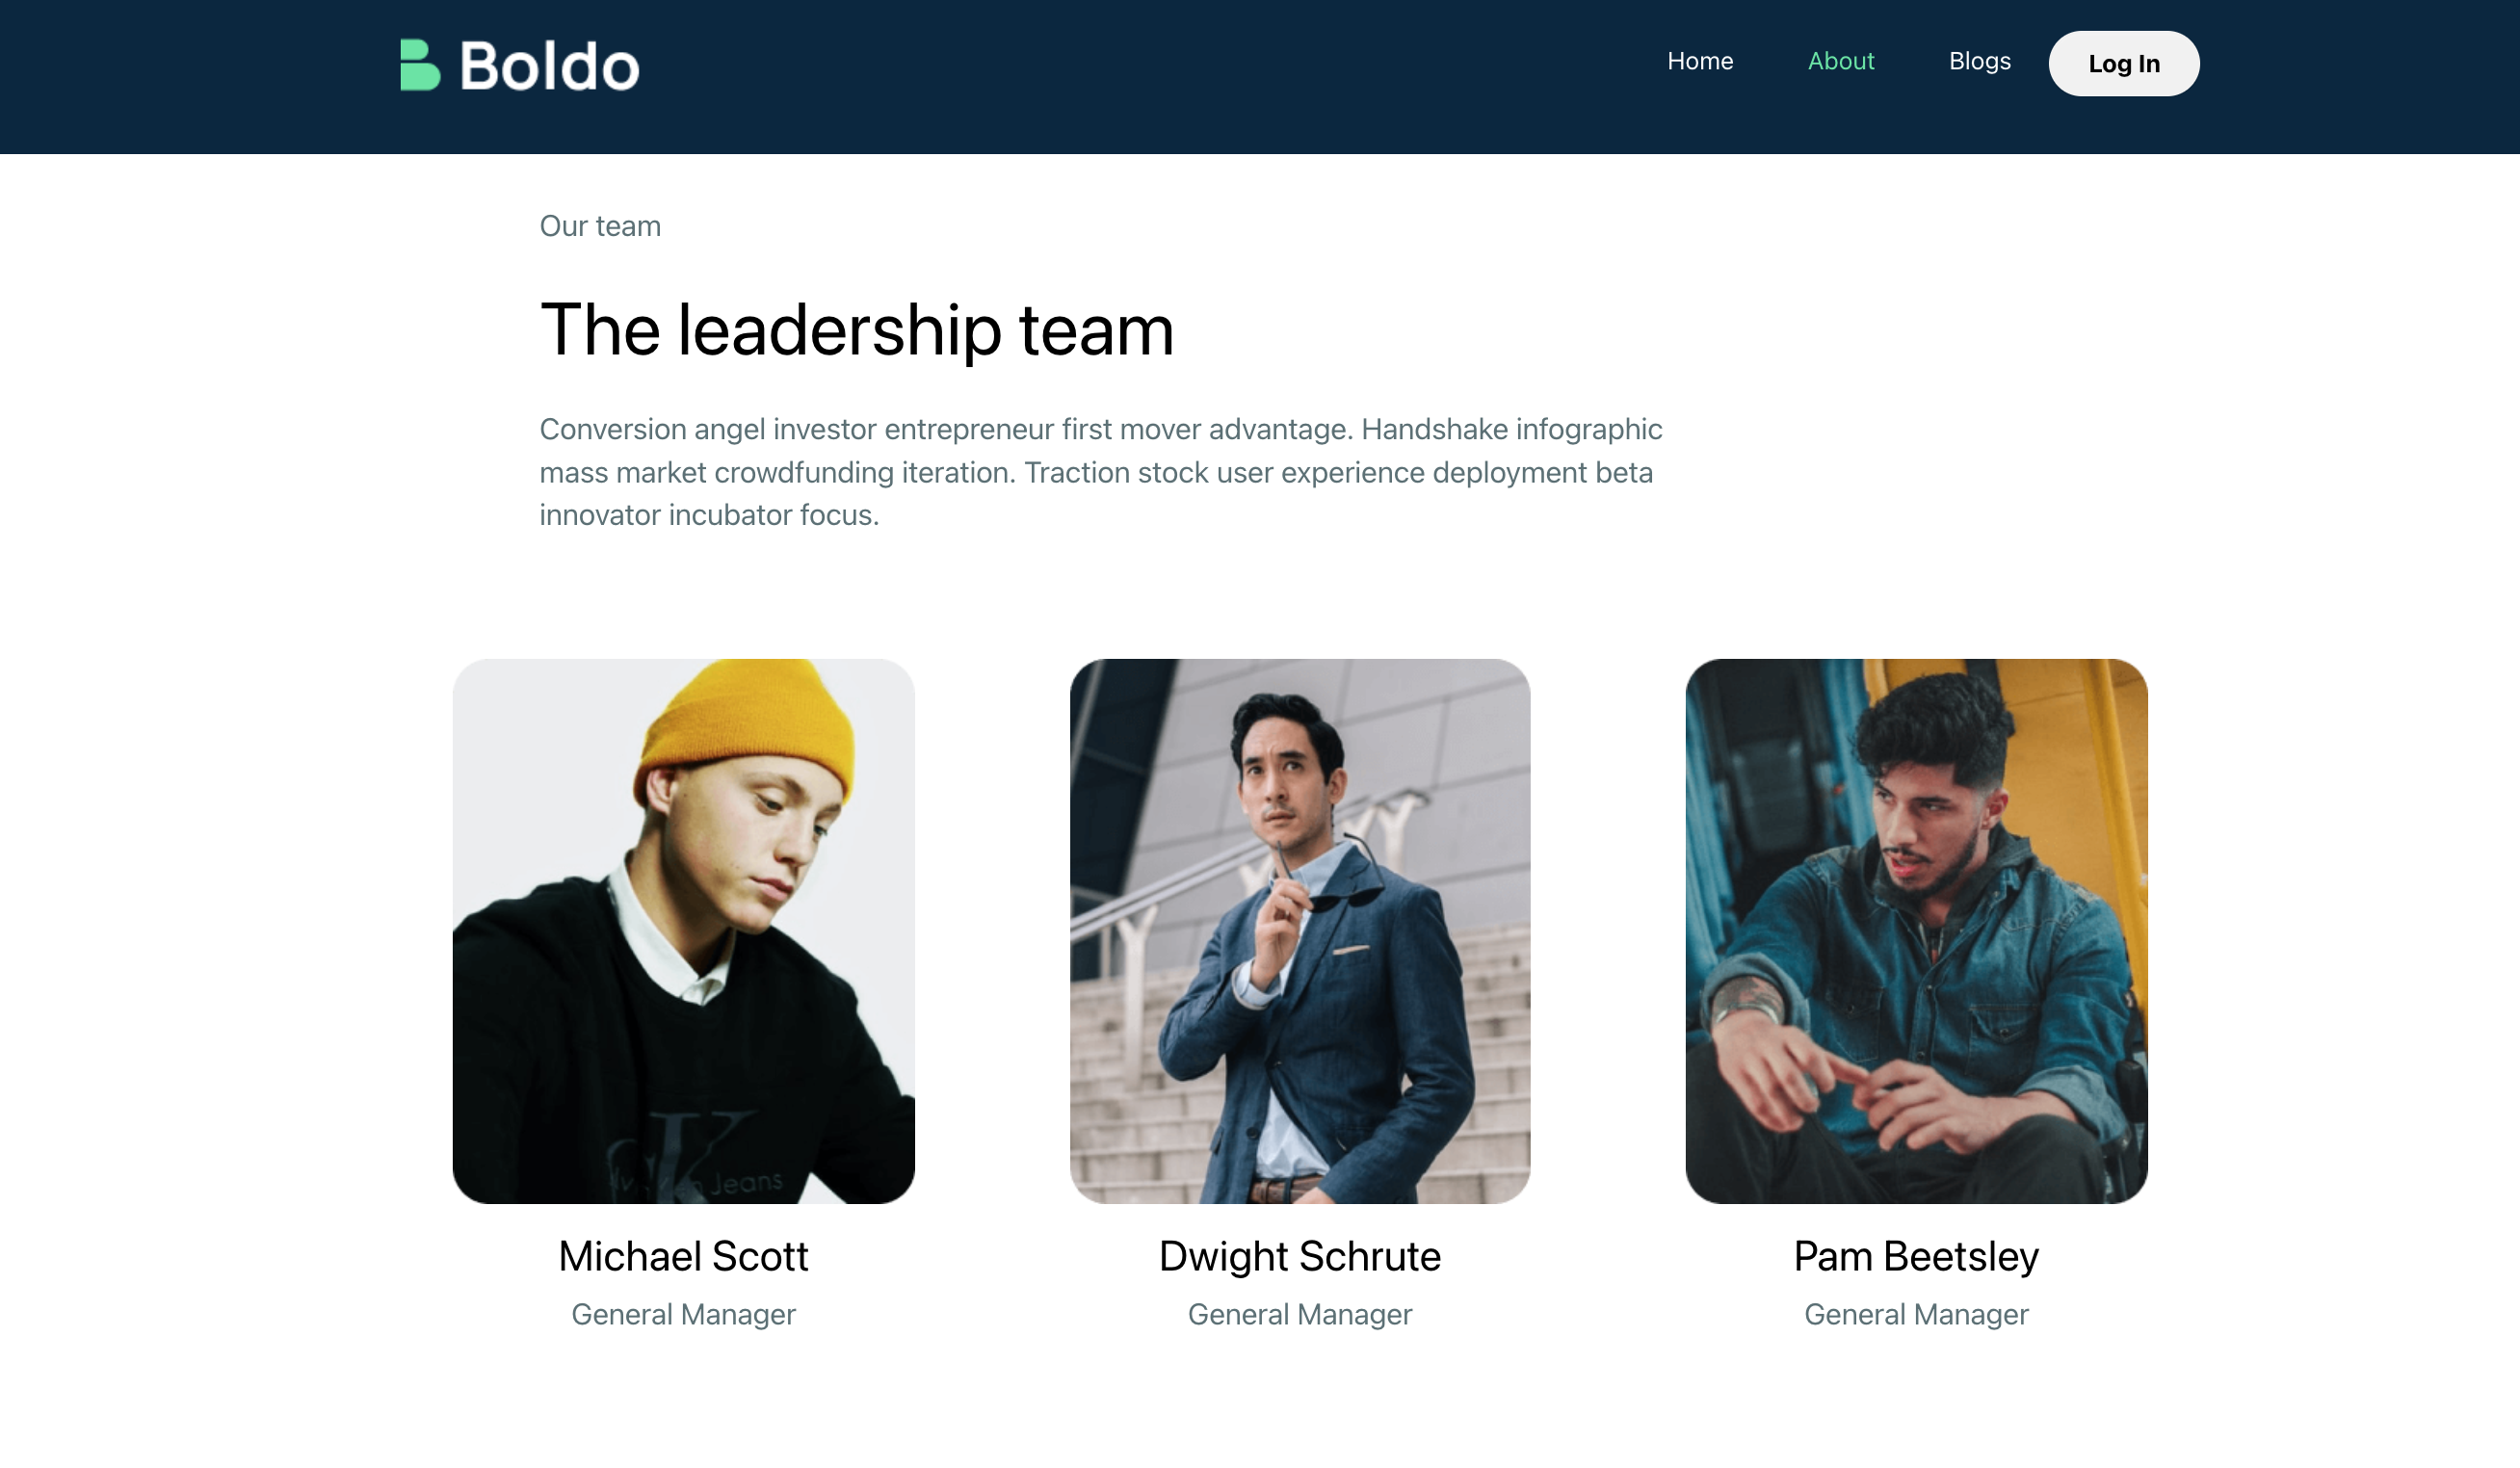 Boldo
Home
About
Blogs
Log In
Our team
The leadership team
Conversion angel investor entrepreneur first mover advantage. Handshake infographic
mass market crowdfunding iteration. Traction stock user experience deployment beta
innovator incubator focus.
Jeans
Michael Scott
Dwight Schrute
Pam Beetsley
General Manager
General Manager
General Manager